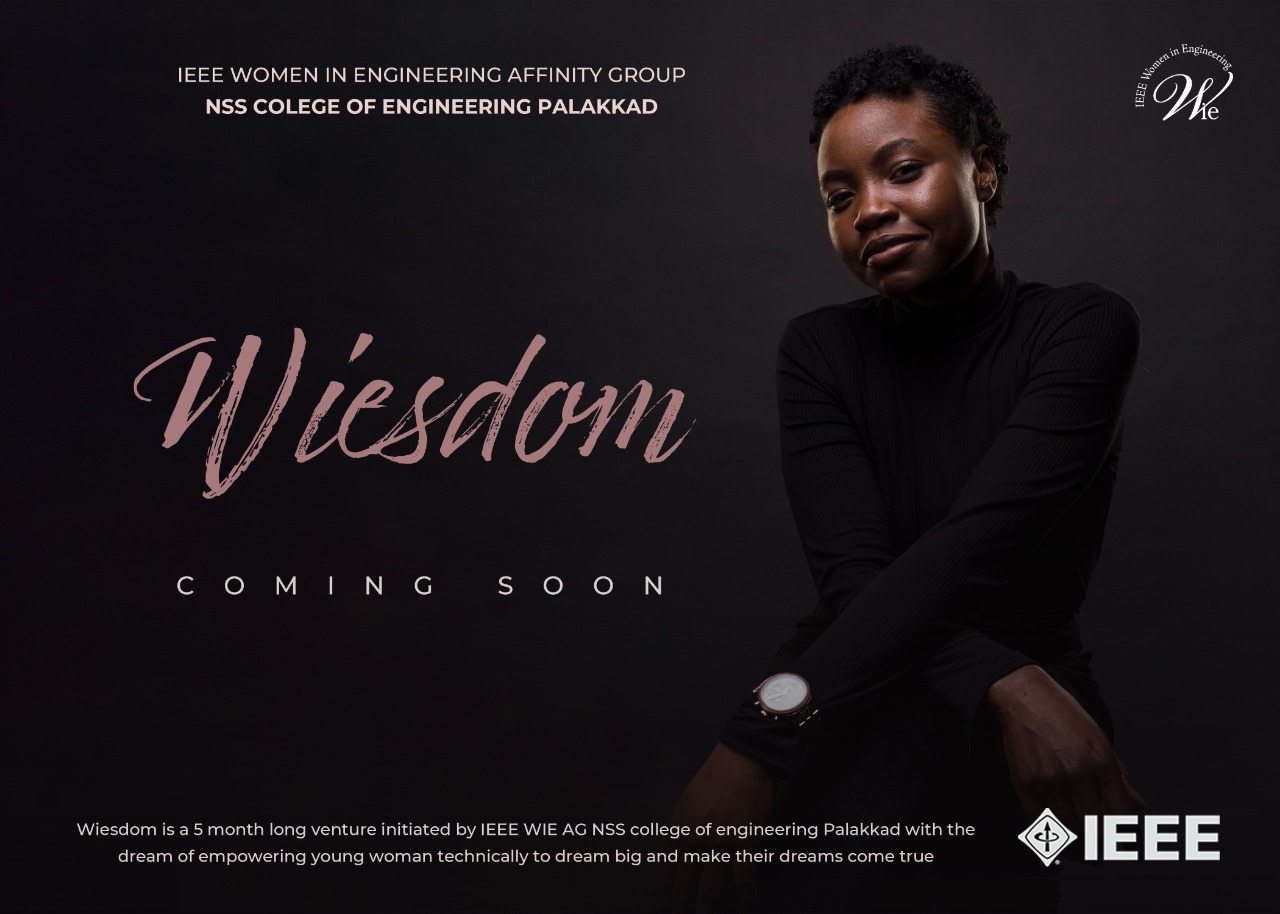 IEEE WOMEN IN ENGINEERING AFFINITY GROUP
NSS COLEGE OF ENGINEERING PALAKKAD
IEEE Women in Engineering
Wie
Wiesdom
COMING SOON
Wiesdom is a 5 month long venture initiated by IEEE WIE AG NSS college of engineering Palakkad with the
dream of empowering young woman technically to dream big and make their dreams come true
IEEE